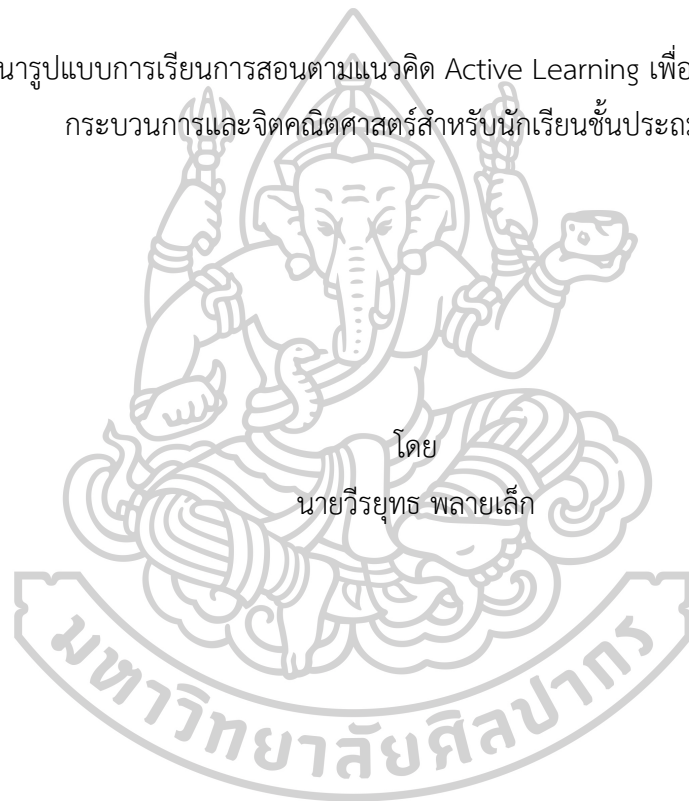 นารูปแบบการเรียนการสอนตามแนวคิด Active Learning เพื่อ
กระบวนการและจิตคณิตศาสตร์สำหรับนักเรียนชั้นประถม
โดย
นายวีรยุทธ พลายเล็ก
มหาวิทยาลัยศิลปากร